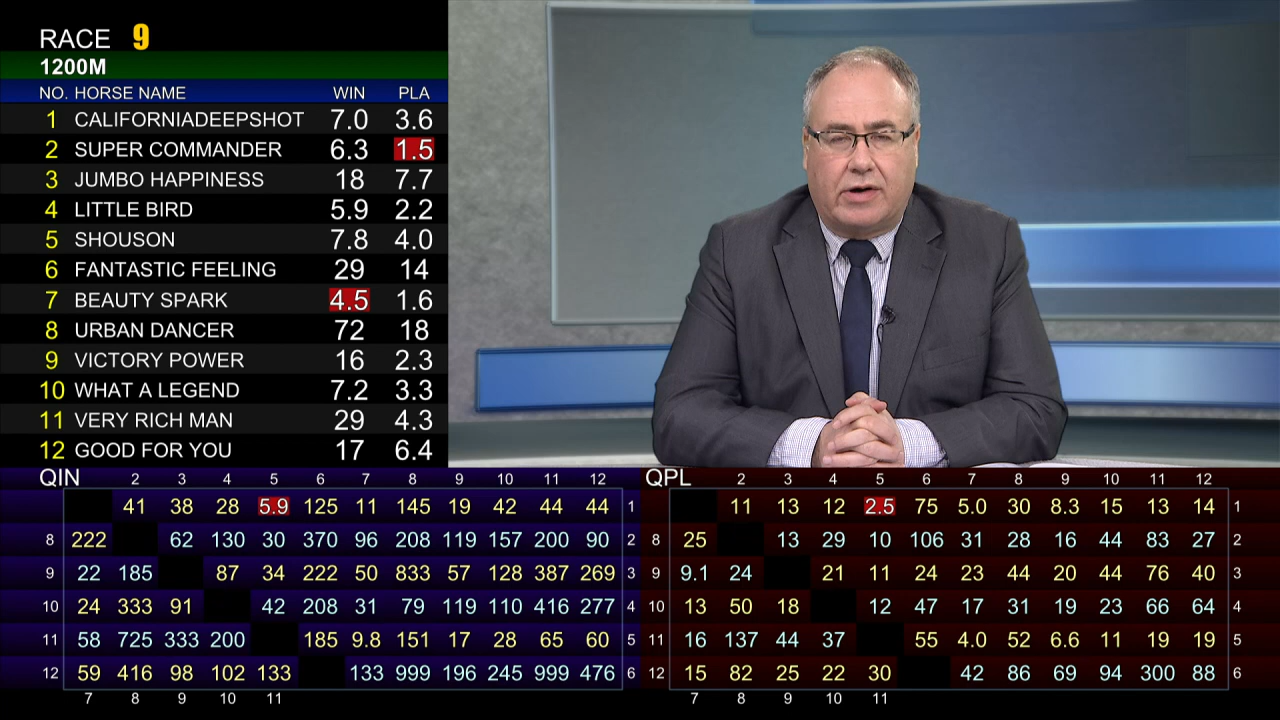 RACE 9
1200M
NO. HORSE NAME WIN PLA
1 CALIFORNIADEEPSHOT 7.0 3.6
2 SUPER COMMANDER 6.3 1.5
3 JUMBO HAPPINESS 18 7.7
4 LITTLE BIRD 5.9 2.2
5 SHOUSON 7.8 4.0
6 FANTASTIC FEELING 29 14
7 BEAUTY SPARK 4.5 1.6
8 URBAN DANCER 72 18
9 VICTORY POWER 16 2.3
10 WHAT A LEGEND 7.2 3.3
11 VERY RICH MAN 29 4.3
12 GOOD FOR YOU 17 6.4
QIN 2 3 4 5 6 7 8 9 10 11 12
41 38 28 5.9 125 11 145 19 42 44 44 1
8 222 62 130 30 370 96 208 119 157 200 90 2
9 22 185 87 34 222 50 833 57 128 387 269 3
10 24 333 91 42 208 31 79 119 110 416 277 4
11 58 725 333 200 185 9.8 151 17 28 65 60 5
12 59 416 98 102 133 133 999 196 245 999 476 6
7 8 9 10 11
QPL 2 3 4 5 6 7 8 9 10 11 12
11 13 12 2.5 75 5.0 30 8.3 15 13 14 1
8 25 13 29 10 106 31 28 16 44 83 27 2
9 9.1 24 21 11 24 23 44 20 44 76 40 3
10 13 50 18 12 47 17 31 19 23 66 64 4
11 16 137 44 37 55 4.0 52 6.6 11 19 19 5
12 15 82 25 22 30 42 86 69 94 300 88 6
7 8 9 10 11